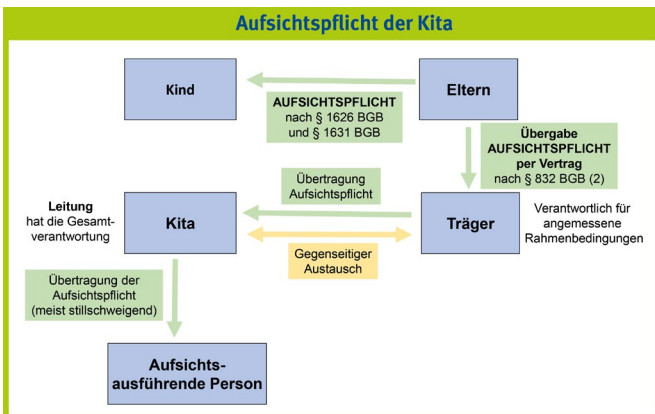 Aufsichtspflicht der Kita
Kind
Eltern
AUFSICHTSPFLICHT
nach § 1626 BGB
und § 1631 BGB
Übergabe
AUFSICHTSPFLICHT
per Vertrag
nach § 832 BGB (2)
Übertragung
Aufsichtspflicht
Leitung
hat die Gesamt-
verantwortung
Kita
Träger
Verantwortlich für
angemessene
Rahmenbedingungen
Gegenseitiger
Austausch
Übertragung der
Aufsichtspflicht
(meist stillschweigend)
Aufsichts-
ausführende Person